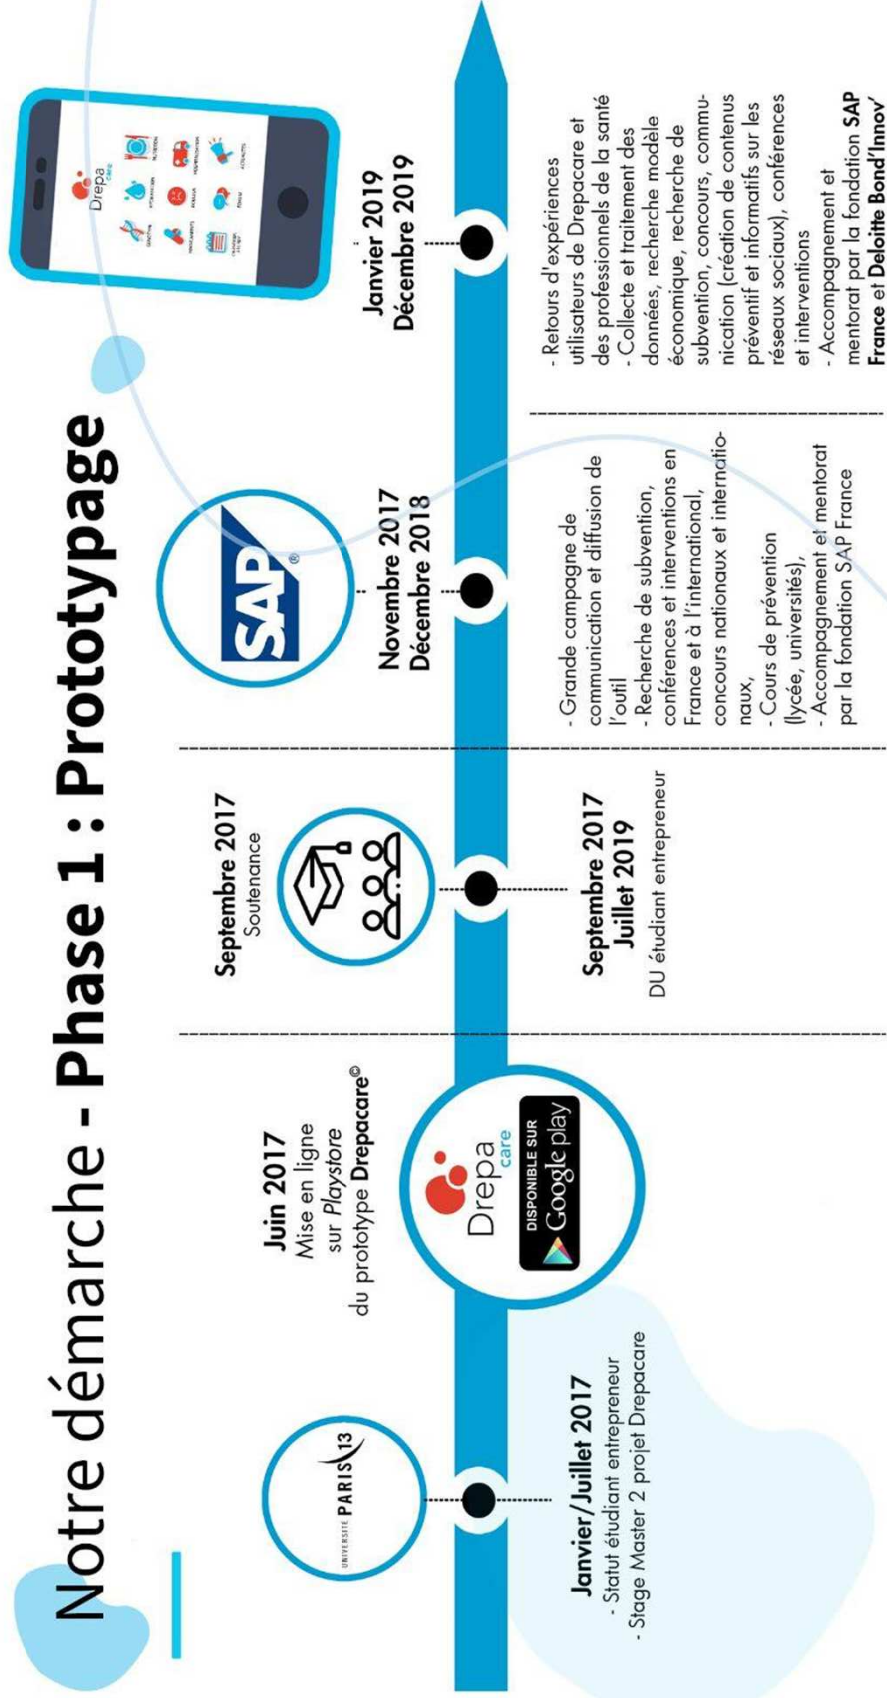 Notre démarche - Phase 1 : Prototypage
UNIVERSITÉ PARIS 13
Janvier/Juillet 2017
- Statut étudiant entrepreneur
- Stage Master 2 projet Drepacare
Juin 2017
Mise en ligne
sur Playstore
du prototype Drepacare©
Drepa
care
DISPONIBLE SUR
Google play
Septembre 2017
Soutenance
Septembre 2017
Juillet 2019
DU étudiant entrepreneur
SAP®
Novembre 2017
Décembre 2018
- Grande campagne de
communication et diffusion de
l'outil
- Recherche de subvention,
conférences et interventions en
France et à l'international,
concours nationaux et internatio-
naux,
- Cours de prévention
(lycée, universités),
- Accompagnement et mentorat
par la fondation SAP France
Drepa
care
HYDRATATION
NUTRITION
MÉDICAMENTS
DOULEUR
FORUM
ACTUALITÉS
Janvier 2019
Décembre 2019
- Retours d'expériences
utilisateurs de Drepacare et
des professionnels de la santé
- Collecte et traitement des
données, recherche modèle
économique, recherche de
subvention, concours, commu-
nication (création de contenus
préventif et informatifs sur les
réseaux sociaux), conférences
et interventions
- Accompagnement et
mentorat par la fondation SAP
France et Deloitte Bond'Innov'